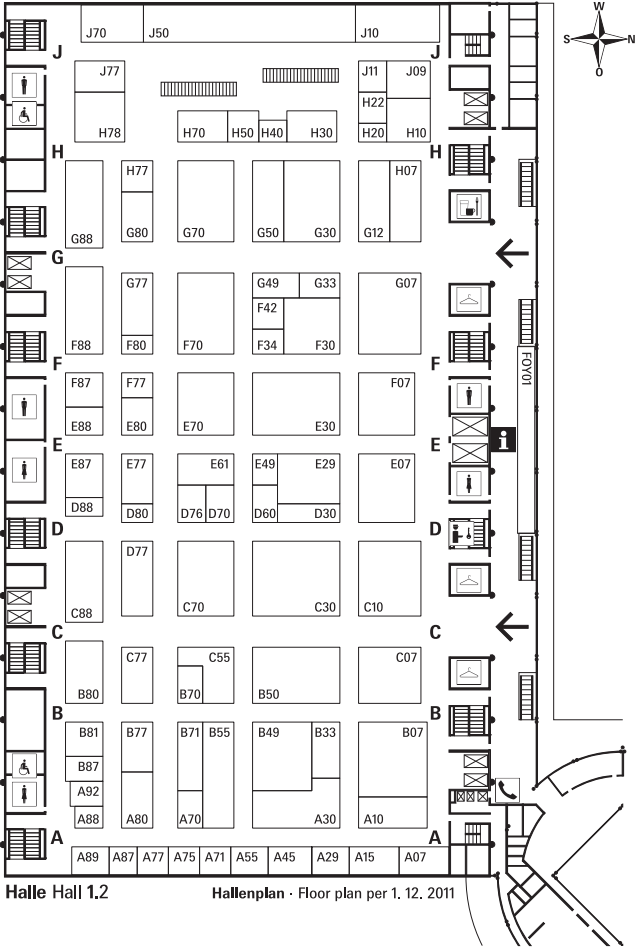 W
S N
O
J70 J50 J10
J J
J77 J11 J09
H22
H78 H70 H50 H40 H30 H20 H10
H H
H77 H07
G88 G80 G70 G50 G30 G12
G
G77 G49 G33 G07
F42
F88 F80 F70 F34 F30
F F
FOY01
F87 F77 F07
E88 E80 E70 E30
E E
i
E87 E77 E61 E49 E29 E07
D88 D80 D76 D70 D60 D30
D D
D77
C88 C70 C30 C10
C C
C77 C55 C07
B80 B70 B50
B B
B81 B77 B71 B55 B49 B33 B07
B87
A92
A88 A80 A70 A30 A10
A A
A89 A87 A77 A75 A71 A55 A45 A29 A15 A07
Halle Hall 1.2 Hallenplan · Floor plan per 1. 12. 2011